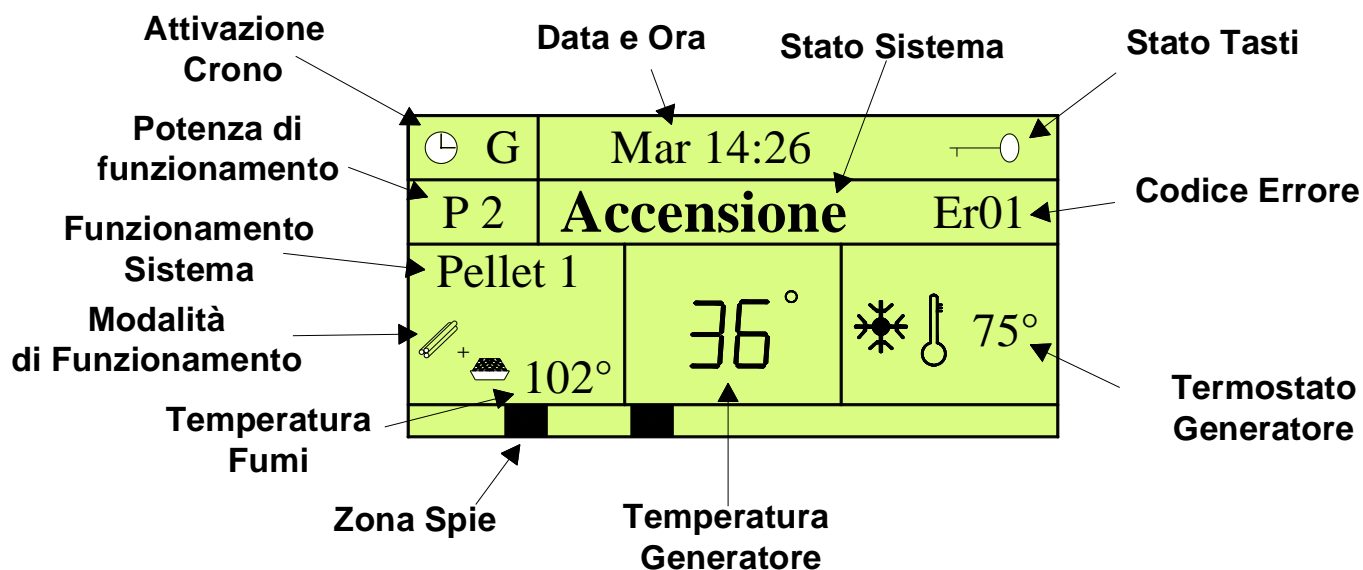 Attivazione
Crono
Data e Ora
Stato Sistema
Stato Tasti
Potenza di
funzionamento
G
Mar 14:26
P 2
Accensione
Er01
Codice Errore
Funzionamento
Sistema
Pellet 1
Modalità
di Funzionamento
+
102°
36°
75°
Temperatura
Fumi
Termostato
Generatore
Zona Spie
Temperatura
Generatore